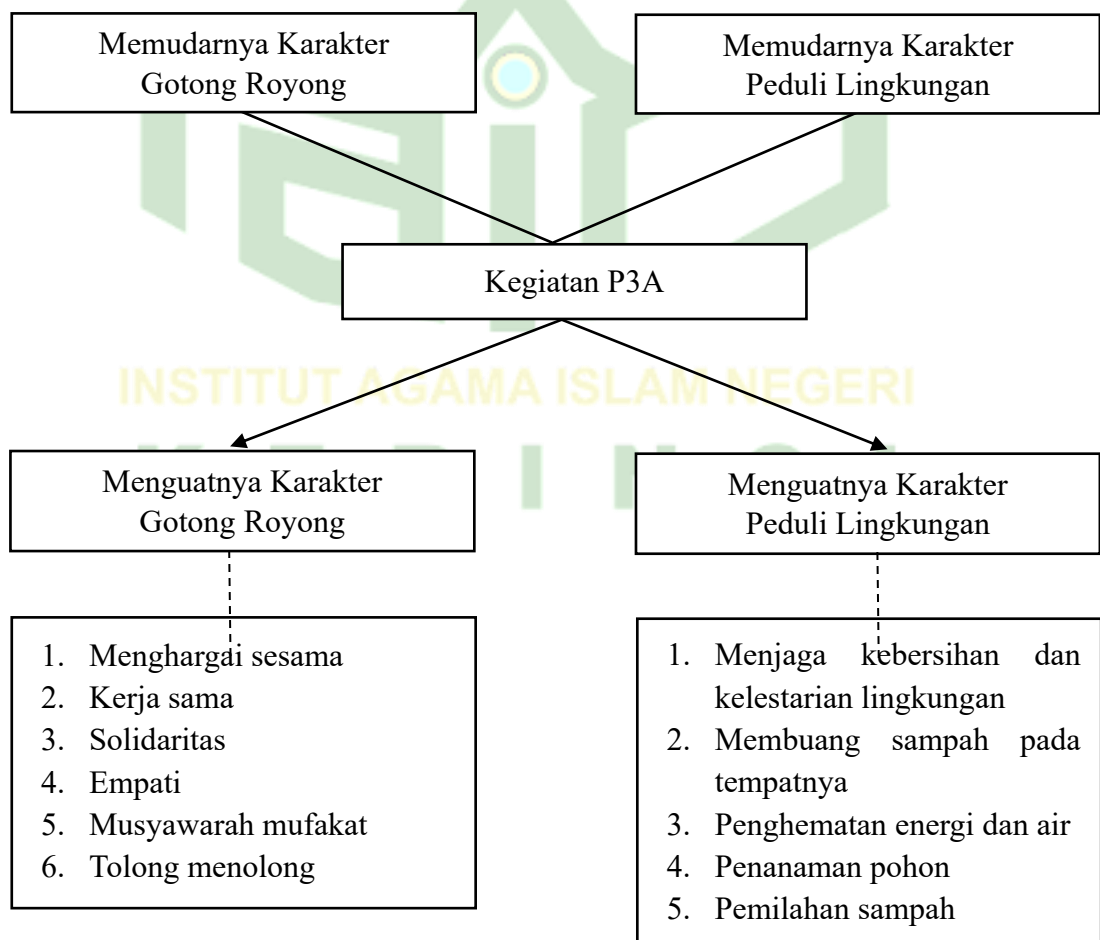 Memudarnya Karakter
Gotong Royong
Memudarnya Karakter
Peduli Lingkungan
Kegiatan P3A
INSTITUT AGAMA ISLAM NEGERI
Menguatnya Karakter
Gotong Royong
Menguatnya Karakter
Peduli Lingkungan
1. Menghargai sesama
2. Kerja sama
3. Solidaritas
4. Empati
5. Musyawarah mufakat
6. Tolong menolong
1. Menjaga kebersihan dan
kelestarian lingkungan
2. Membuang sampah pada
tempatnya
3. Penghematan energi dan air
4. Penanaman pohon
5. Pemilahan sampah